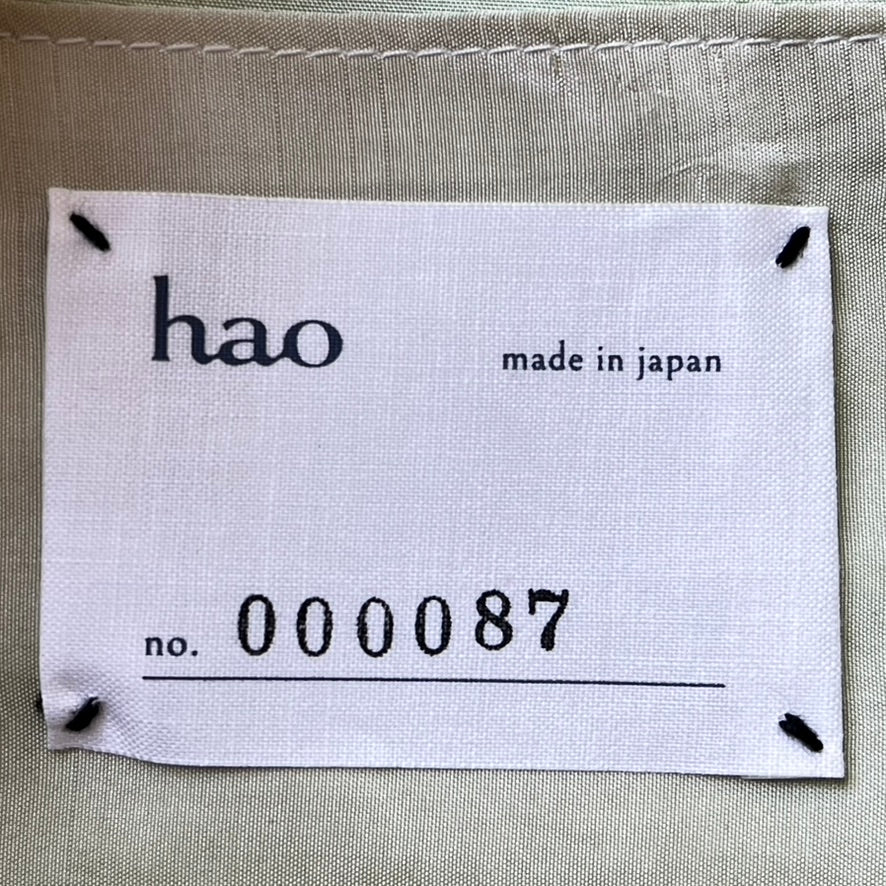 hao
made in japan
no. 000087